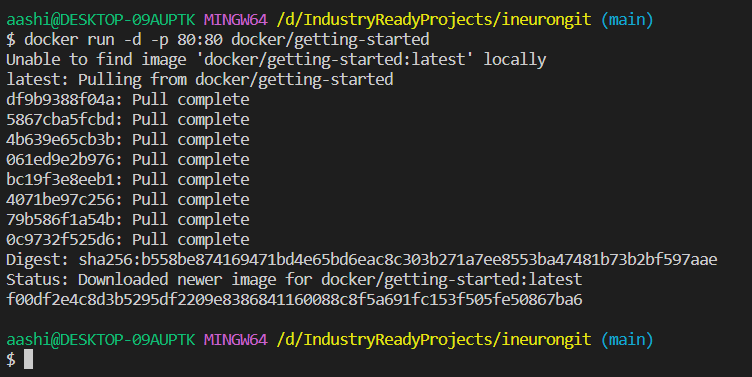 aashi@DESKTOP-09AUPTK MINGW64 /d/IndustryReadyProjects/ineurongit (main)
$ docker run -d -p 80:80 docker/getting-started
Unable to find image 'docker/getting-started:latest' locally
latest: Pulling from docker/getting-started
df9b9388f04a: Pull complete
5867cba5fcbd: Pull complete
4b639e65cb3b: Pull complete
061ed9e2b976: Pull complete
bc19f3e8eeb1: Pull complete
4071be97c256: Pull complete
79b586f1a54b: Pull complete
0c9732f525d6: Pull complete
Digest: sha256:b558be874169471bd4e65bd6eac8c303b271a7ee8553ba47481b73b2bf597aae
Status: Downloaded newer image for docker/getting-started:latest
f00df2e4c8d3b5295df2209e8386841160088c8f5a691fc153f505fe50867ba6
aashi@DESKTOP-09AUPTK MINGW64 /d/IndustryReadyProjects/ineurongit (main)
$